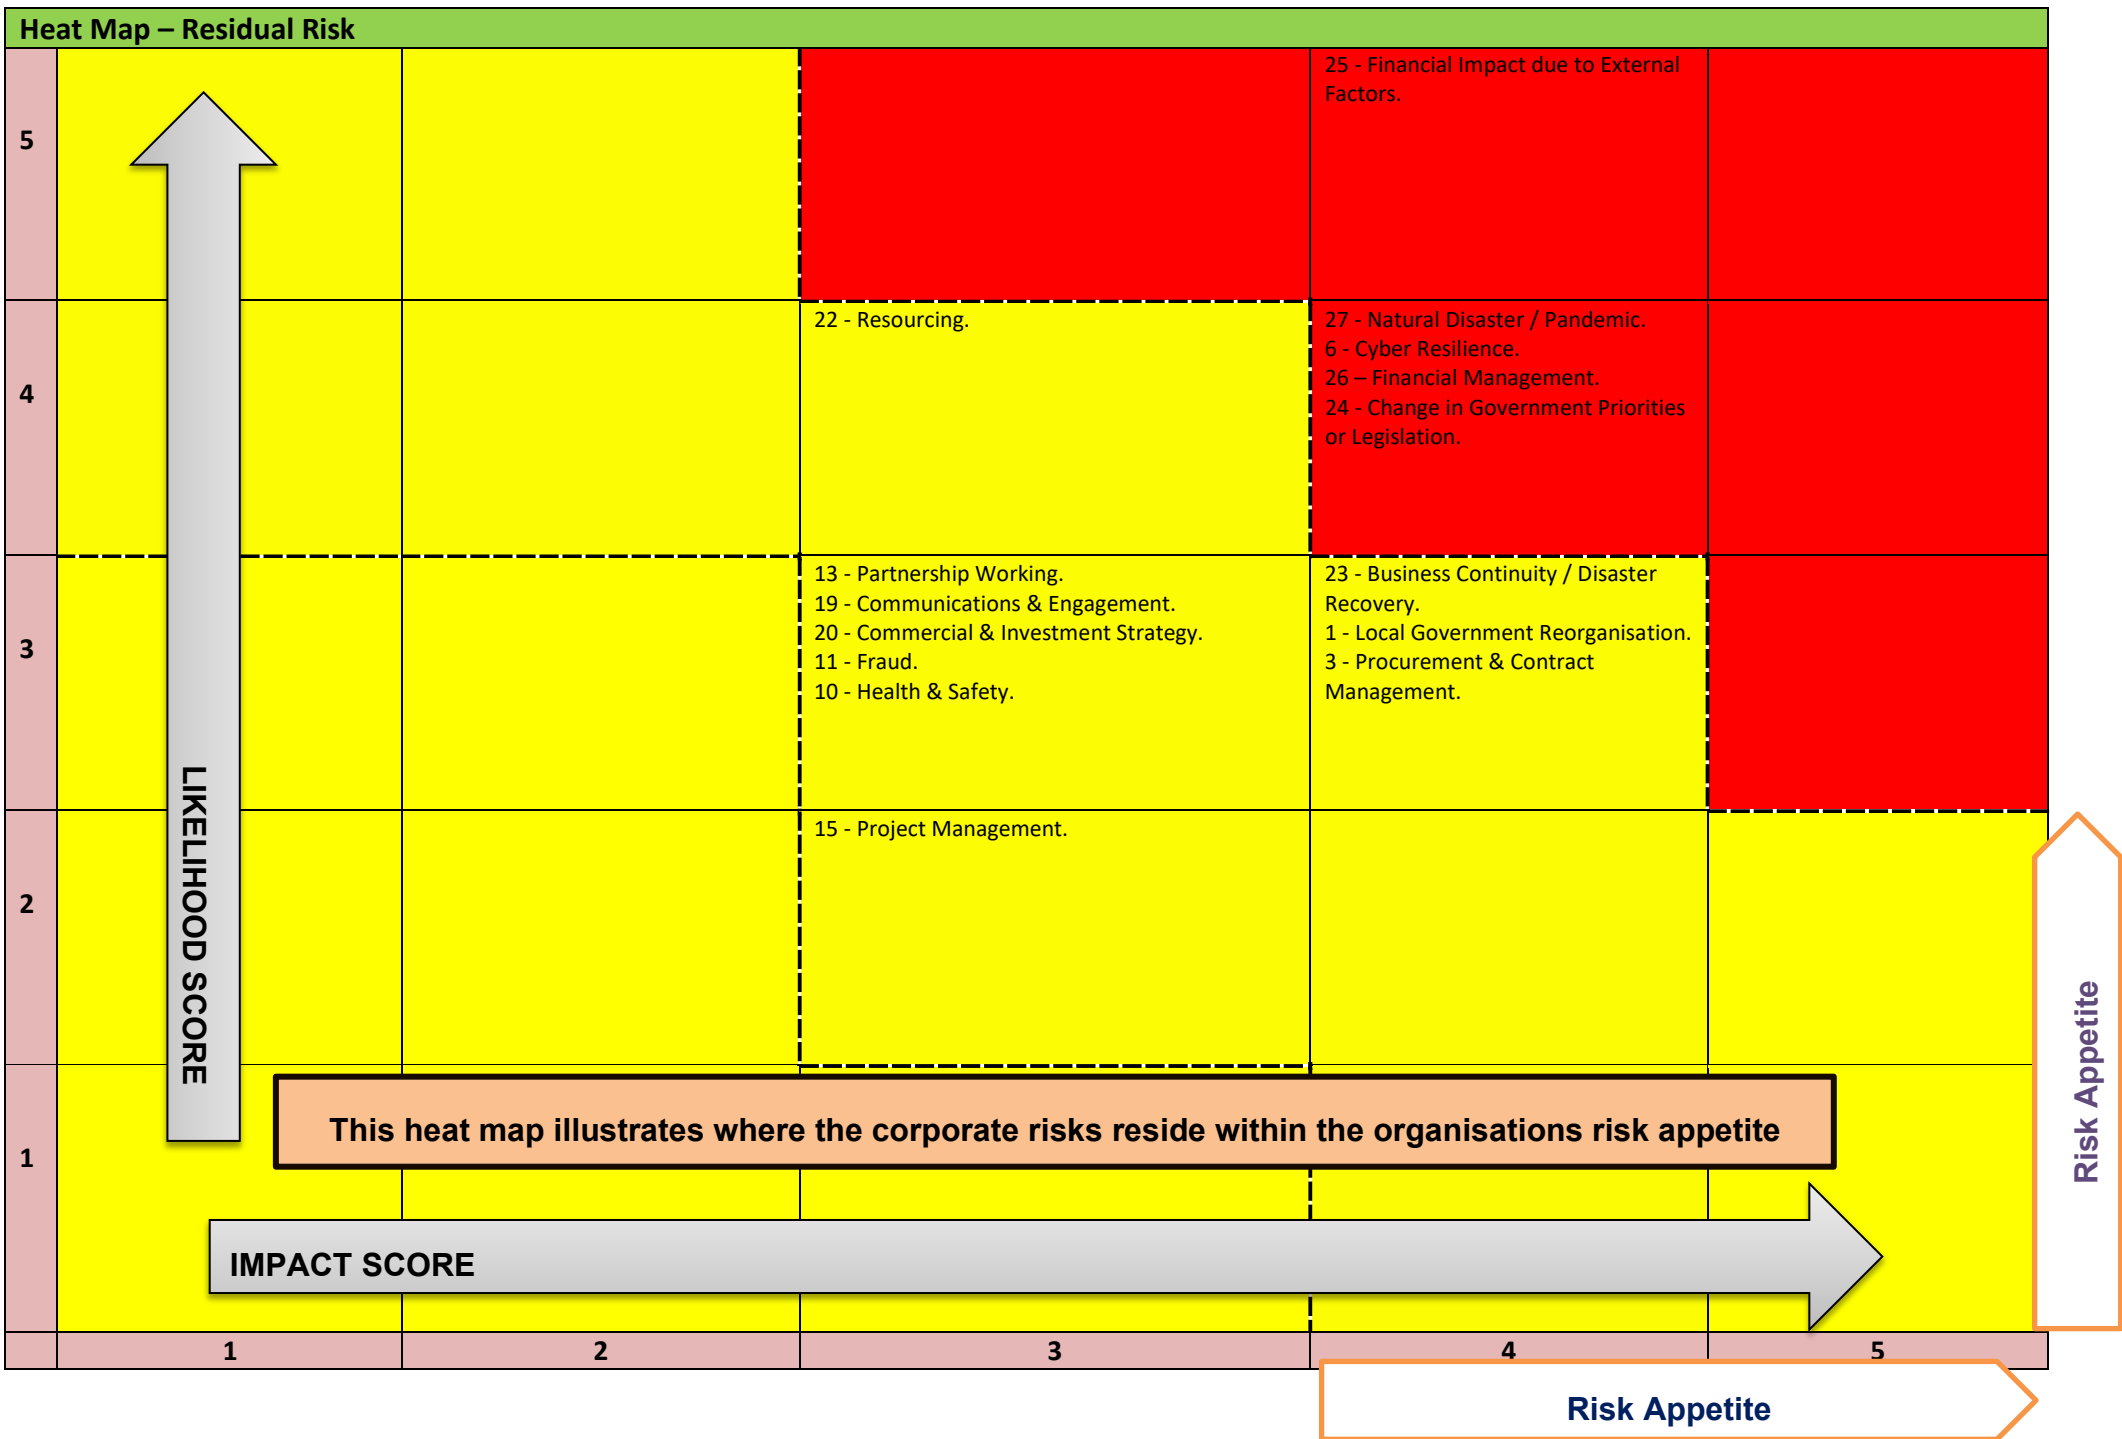 Heat Map – Residual Risk
5
25 - Financial Impact due to External
Factors.
4
22 - Resourcing.
27 - Natural Disaster / Pandemic.
6 - Cyber Resilience.
26 – Financial Management.
24 - Change in Government Priorities
or Legislation.
3
13 - Partnership Working.
19 - Communications & Engagement.
20 - Commercial & Investment Strategy.
11 - Fraud.
10 - Health & Safety.
23 - Business Continuity / Disaster
Recovery.
1 - Local Government Reorganisation.
3 - Procurement & Contract
Management.
LIKELIHOOD SCORE
2
15 - Project Management.
Risk Appetite
1
This heat map illustrates where the corporate risks reside within the organisations risk appetite
IMPACT SCORE
1 2 3 4 5
Risk Appetite